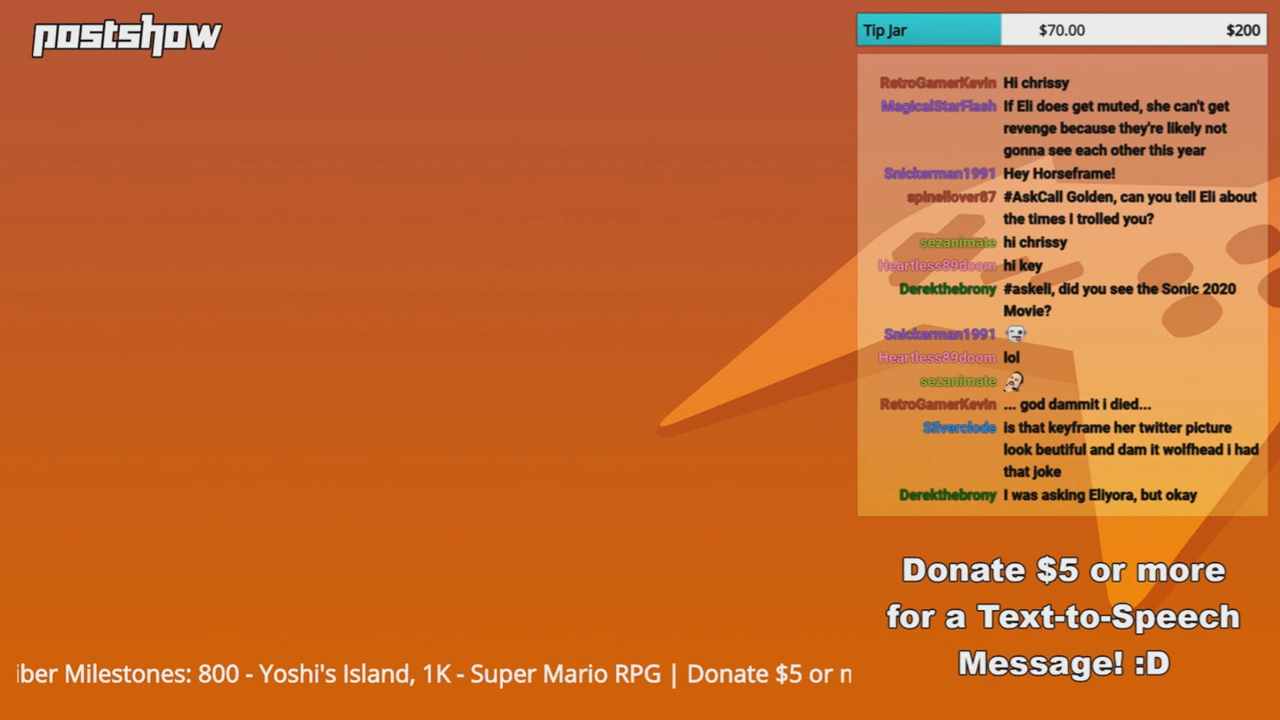 postshow
Tip Jar $70.00 $200
RetroGamerKevin Hi chrissy
MagicalStarFlash If Eli does get muted, she can't get
revenge because they're likely not
gonna see each other this year
Snickerman1991 Hey Horseframe!
spinellover87 #AskCall Golden, can you tell Eli about
the times I trolled you?
sezanimate hi chrissy
Heartless89doom hi key
Derekthebrony #askeli, did you see the Sonic 2020
Movie?
Snickerman1991
Heartless89doom lol
sezanimate
RetroGamerKevin ... god dammit i died...
Silverclode is that keyframe her twitter picture
look beutiful and dam it wolfhead i had
that joke
Derekthebrony I was asking Eliyora, but okay
Donate $5 or more
for a Text-to-Speech
Message! :D
iber Milestones: 800 - Yoshi's Island, 1K - Super Mario RPG | Donate $5 or n